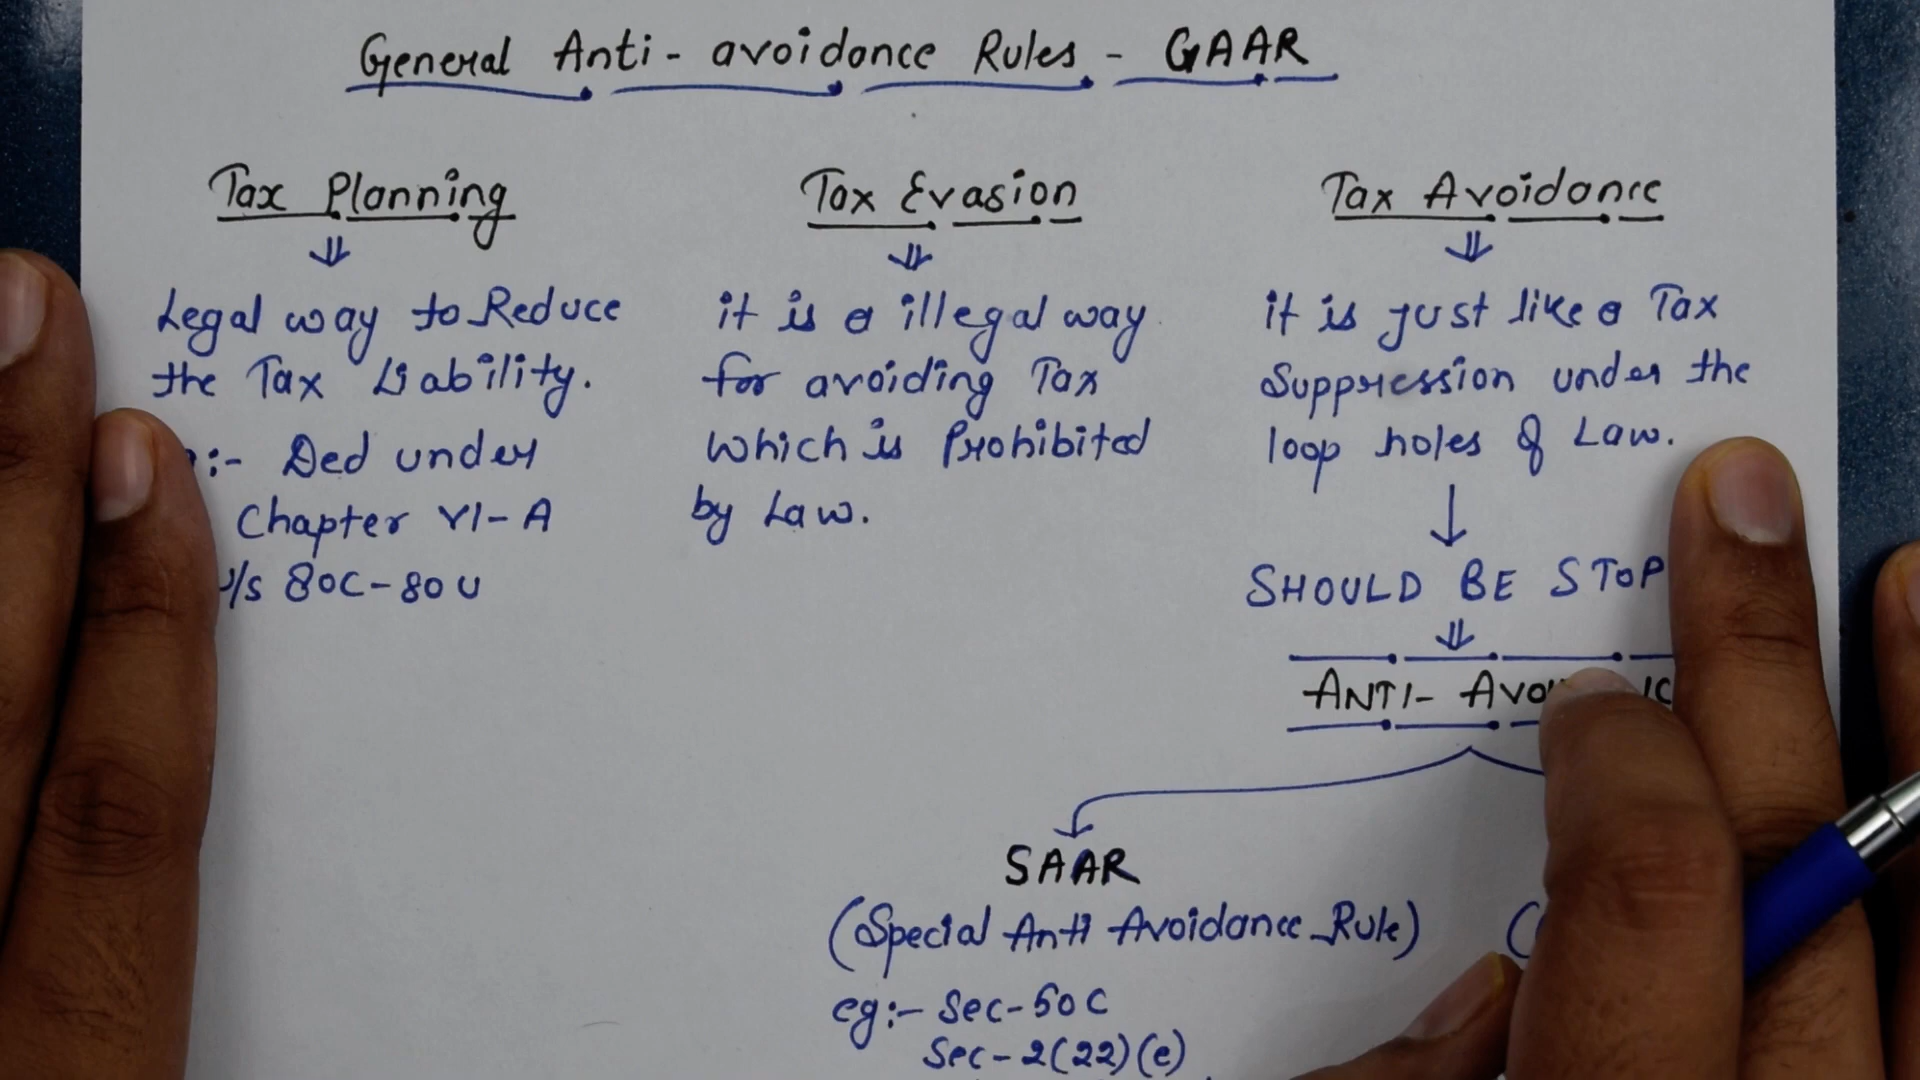 General Anti-avoidance Rules - GAAR
Tax Planning
Legal way to Reduce
the Tax Liability.
:- Ded under
Chapter VI-A
U/S 80C-80U
Tax Evasion
it is a illegal way
for avoiding Tax
which is Prohibited
by Law.
Tax Avoidance
it is just like a Tax
Suppression under the
loop holes of Law.
SHOULD BE STOP
ANTI-
SAAR
(Special Anti Avoidance Rule)
eg:- Sec-50C
Sec-2(22)(e)